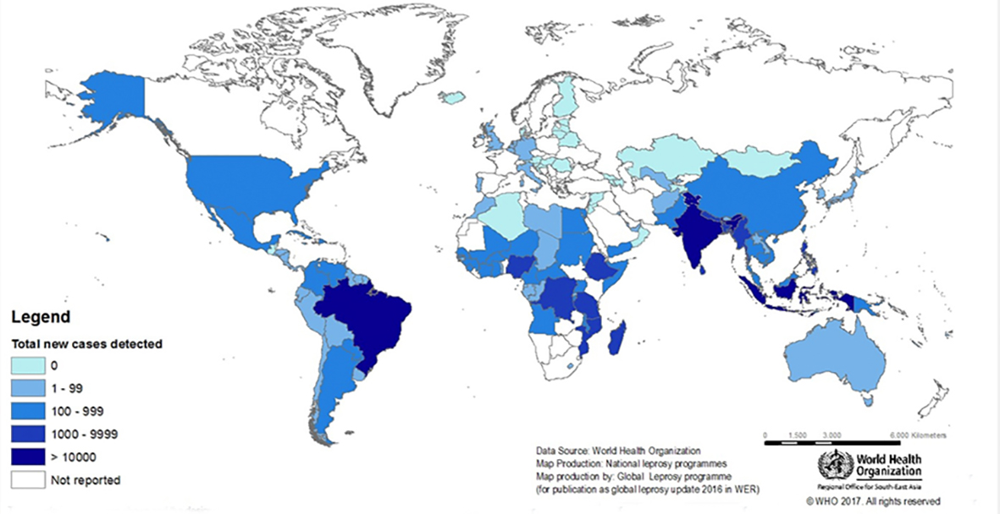 Legend
Total new cases detected
0
1 - 99
100 - 999
1000 - 9999
> 10000
Not reported
Data Source: World Health Organization
Map Production: National leprosy programmes
Map production by: Global Leprosy programme
(for publication as global leprosy update 2016 in WER)
0 1,500 3,000 6,000 Kilometers
World Health
Organization
Regional Office for South-East Asia
© WHO 2017. All rights reserved